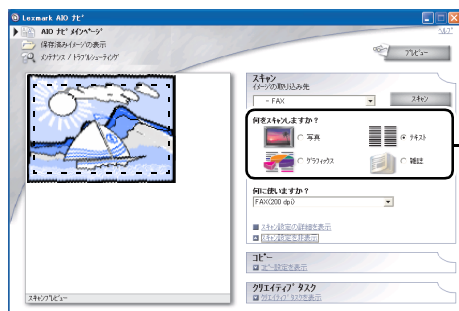 Lexmark AIO ナビ
AIO ナビ メインページ
保存済みイメージの表示
メンテナンス / トラブルシューティング
ヘルプ
プレビュー
スキャン
イメージの取り込み先
- FAX
スキャン
何をスキャンしますか？
写真
テキスト
グラフィックス
雑誌
何に使いますか？
FAX(200 dpi)
スキャン設定の詳細を表示
スキャン設定を非表示
コピー
コピー設定を表示
クリエイティブ タスク
クリエイティブ タスクを表示
スキャンプレビュー